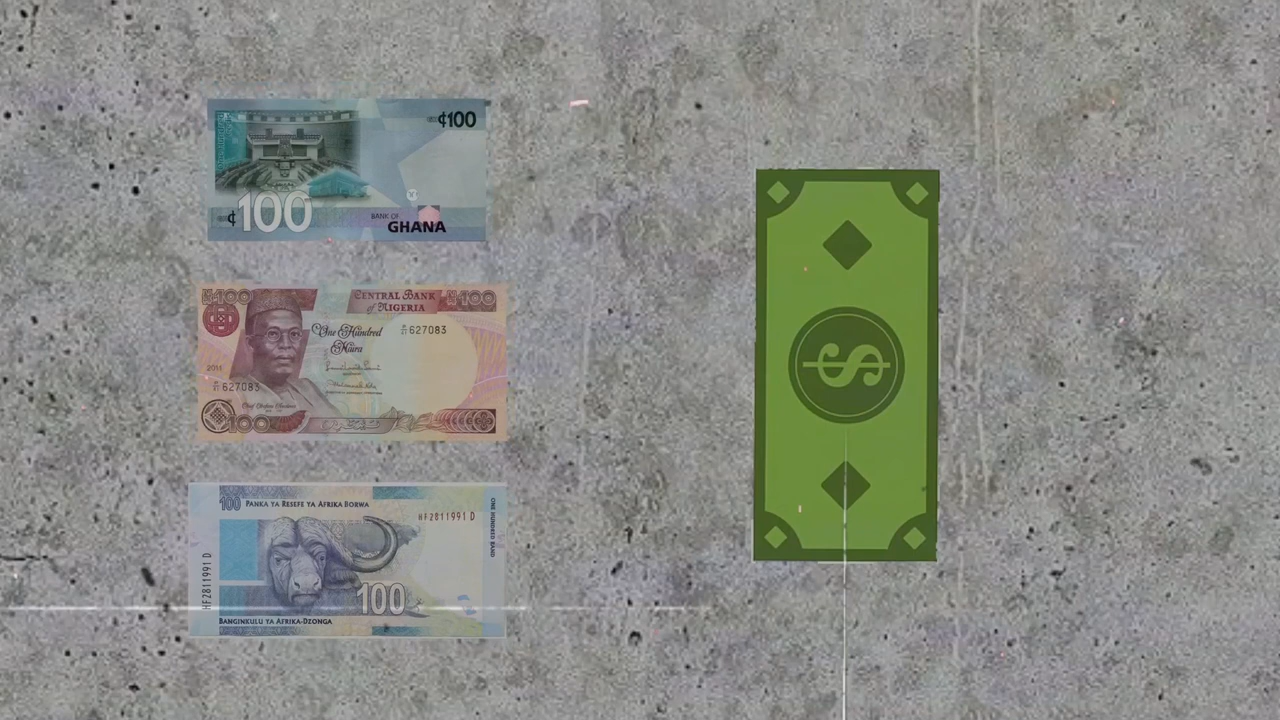 ¢100
¢100
BANK OF
GHANA
₦100
CENTRAL BANK
of NIGERIA
₦100
One Hundred
Naira
627083
2011
627083
100
100 PANKA YA RESEFE YA AFRIKA BORWA
HF2811991 D
ONE HUNDRED RAND
HF2811991 D
100
BANGINKULU YA AFRIKA-DZONGA
$